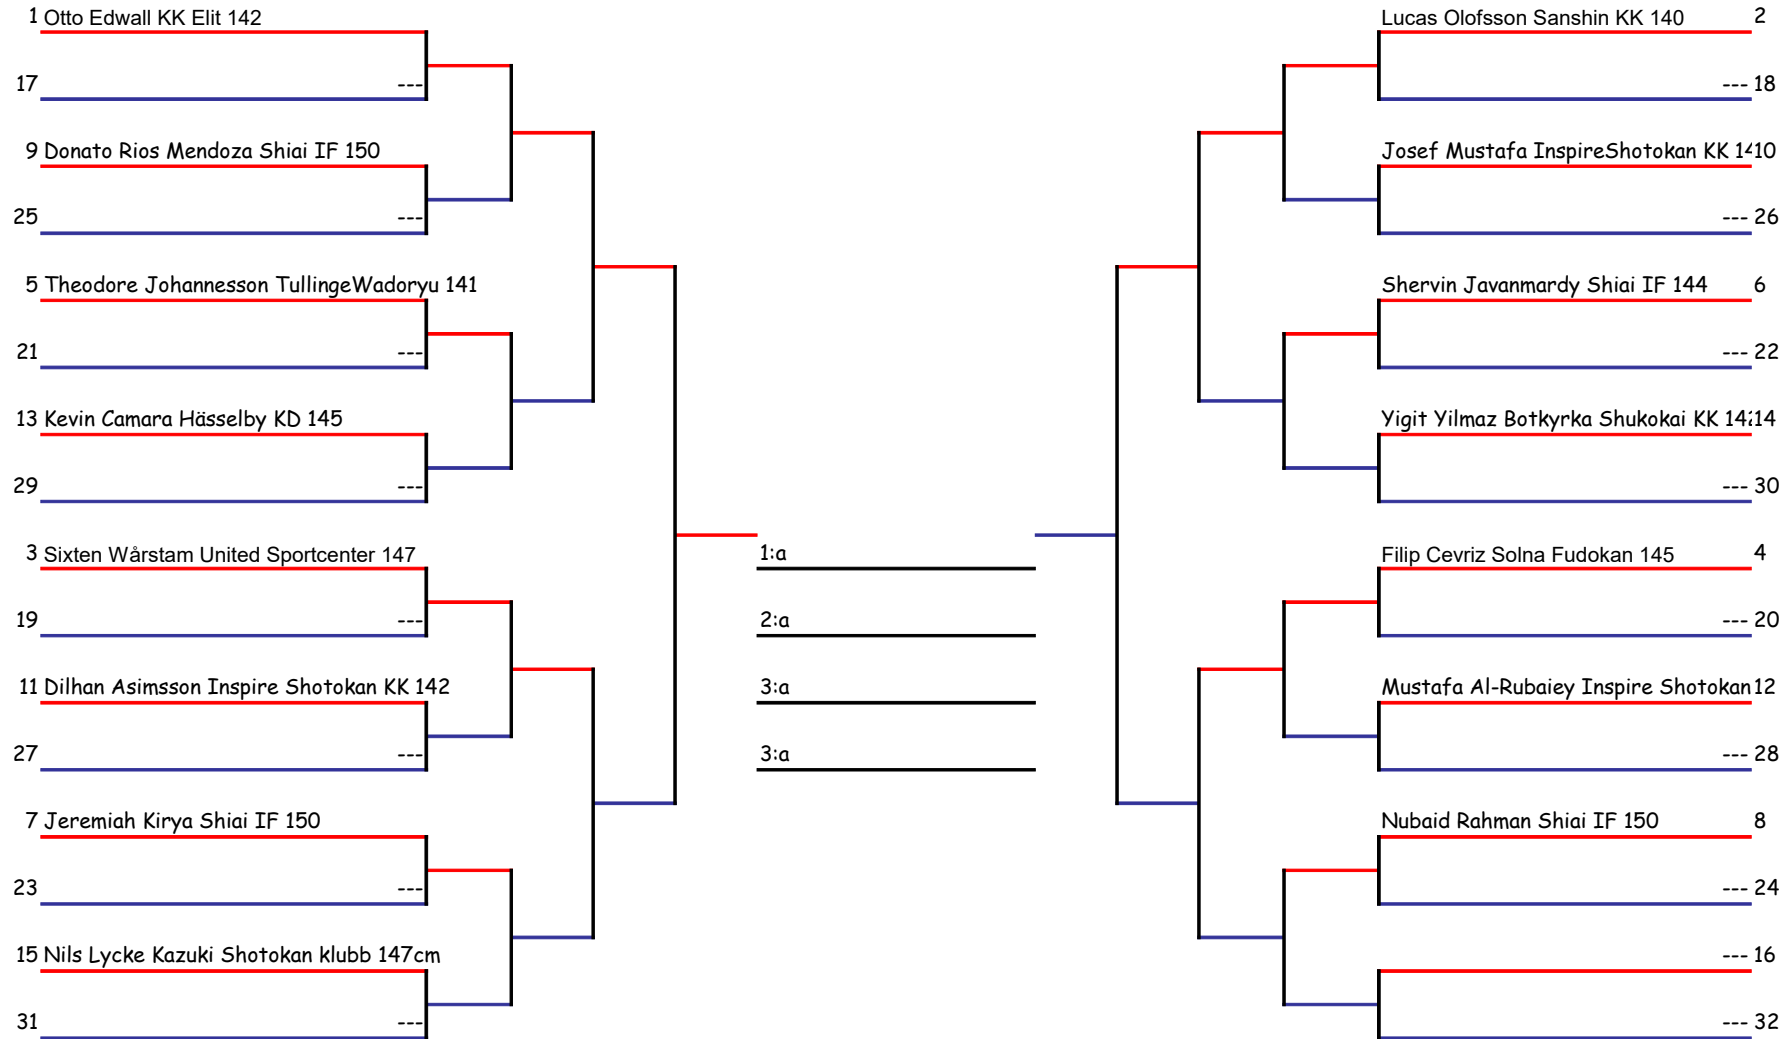 1 Otto Edwall KK Elit 142
17 ---
9 Donato Rios Mendoza Shiai IF 150
25 ---
5 Theodore Johannesson TullingeWadoryu 141
21 ---
13 Kevin Camara Hässelby KD 145
29 ---
3 Sixten Wårstam United Sportcenter 147
19 ---
11 Dilhan Asimsson Inspire Shotokan KK 142
27 ---
7 Jeremiah Kirya Shiai IF 150
23 ---
15 Nils Lycke Kazuki Shotokan klubb 147cm
31 ---
1:a
2:a
3:a
3:a
Lucas Olofsson Sanshin KK 140 2
--- 18
Josef Mustafa InspireShotokan KK 10
--- 26
Shervin Javanmardy Shiai IF 144 6
--- 22
Yigit Yilmaz Botkyrka Shukokai KK 14
--- 30
Filip Cevriz Solna Fudokan 145 4
--- 20
Mustafa Al-Rubaiey Inspire Shotokan 12
--- 28
Nubaid Rahman Shiai IF 150 8
--- 24
--- 16
--- 32